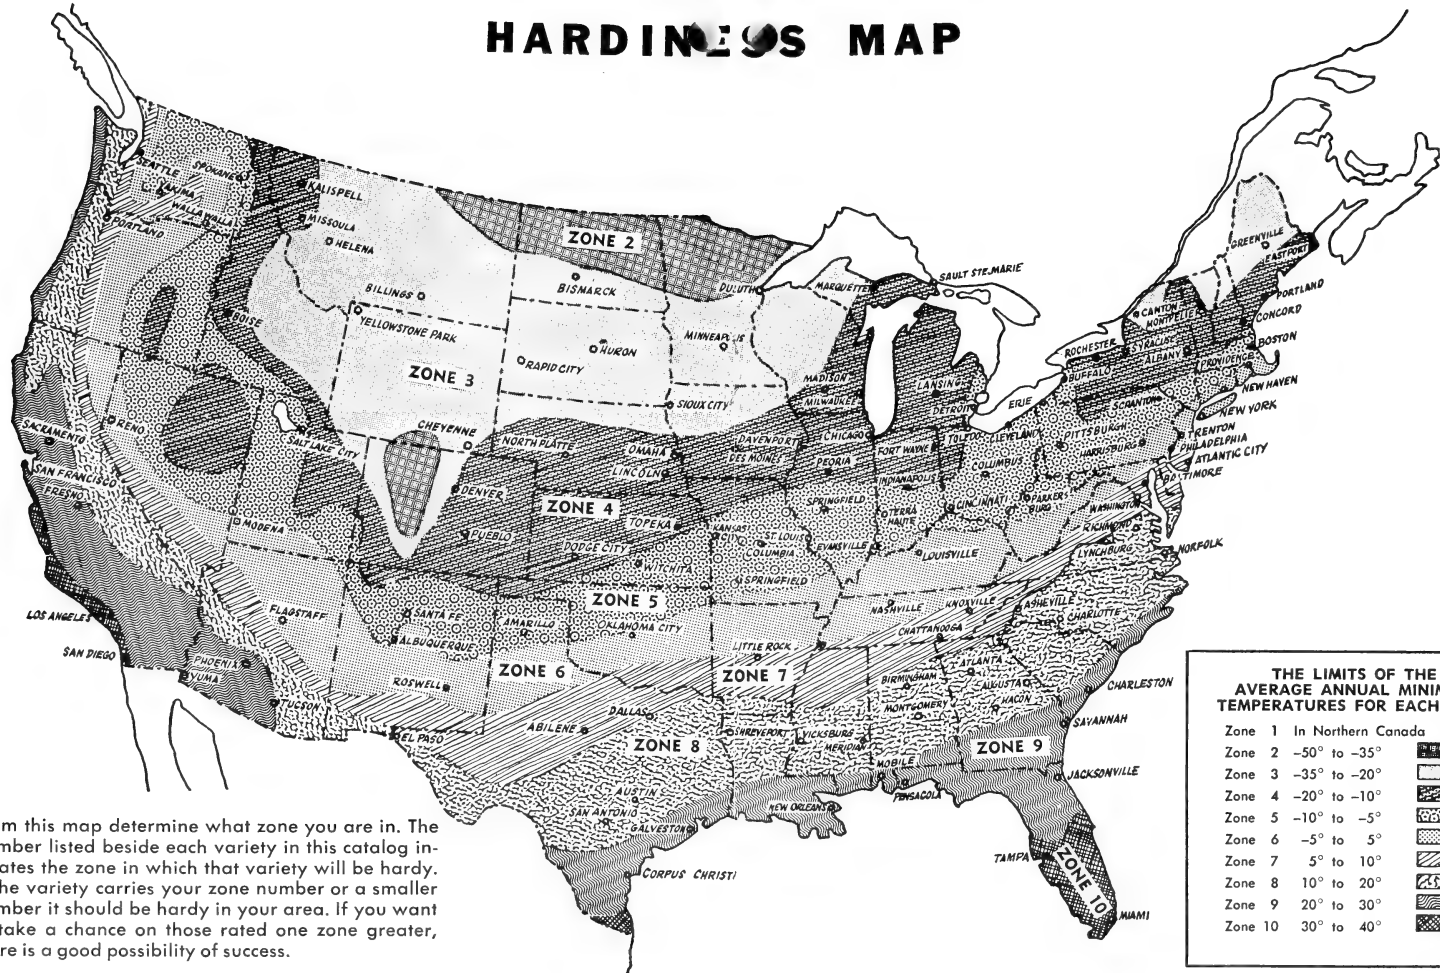 HARDINESS MAP
ZONE 2
ZONE 3
ZONE 4
ZONE 5
ZONE 6
ZONE 7
ZONE 8
ZONE 9
ZONE 10
SEATTLE
SPOKANE
YAKIMA
WALLA WALLA
PORTLAND
KALISPELL
MISSOULA
HELENA
BILLINGS
BOISE
YELLOWSTONE PARK
BISMARCK
RAPID CITY
HURON
DULUTH
MINNEAPOLIS
SIOUX CITY
MARQUETTE
SAULT STE. MARIE
GREENVILLE
EASTPORT
PORTLAND
CONCORD
CANTON
MONTPELIER
BOSTON
ROCHESTER
SYRACUSE
ALBANY
PROVIDENCE
BUFFALO
NEW HAVEN
SCRANTON
NEW YORK
ERIE
MADISON
MILWAUKEE
LANSING
DETROIT
RENO
SACRAMENTO
SAN FRANCISCO
FRESNO
SALT LAKE CITY
CHEYENNE
NORTH PLATTE
OMAHA
LINCOLN
DAVENPORT
DES MOINES
CHICAGO
PEORIA
FORT WAYNE
TOLEDO
CLEVELAND
PITTSBURGH
HARRISBURG
TRENTON
PHILADELPHIA
ATLANTIC CITY
BALTIMORE
INDIANAPOLIS
COLUMBUS
DENVER
PUEBLO
MODENA
TOPEKA
DODGE CITY
WITCHITA
KANSAS CITY
SPRINGFIELD
ST. LOUIS
COLUMBIA
TERRA HAUTE
CINCINNATI
PARKERSBURG
WASHINGTON
RICHMOND
EVANSVILLE
LOUISVILLE
LYNCHBURG
NORFOLK
SPRINGFIELD
LOS ANGELES
SAN DIEGO
FLAGSTAFF
PHOENIX
YUMA
TUCSON
SANTA FE
ALBUQUERQUE
AMARILLO
OKLAHOMA CITY
ROSWELL
EL PASO
NASHVILLE
KNOXVILLE
ASHEVILLE
CHARLOTTE
CHATTANOOGA
LITTLE ROCK
ATLANTA
BIRMINGHAM
AUGUSTA
MACON
MONTGOMERY
CHARLESTON
SAVANNAH
DALLAS
ABILENE
SHREVEPORT
VICKSBURG
MERIDIAN
MOBILE
PENSACOLA
JACKSONVILLE
AUSTIN
SAN ANTONIO
GALVESTON
NEW ORLEANS
CORPUS CHRISTI
TAMPA
MIAMI
m this map determine what zone you are in. The
mber listed beside each variety in this catalog in-
ates the zone in which that variety will be hardy.
he variety carries your zone number or a smaller
mber it should be hardy in your area. If you want
take a chance on those rated one zone greater,
re is a good possibility of success.
THE LIMITS OF THE
AVERAGE ANNUAL MINIM
TEMPERATURES FOR EACH
Zone 1 In Northern Canada
Zone 2 –50° to –35°
Zone 3 –35° to –20°
Zone 4 –20° to –10°
Zone 5 –10° to –5°
Zone 6 –5° to 5°
Zone 7 5° to 10°
Zone 8 10° to 20°
Zone 9 20° to 30°
Zone 10 30° to 40°